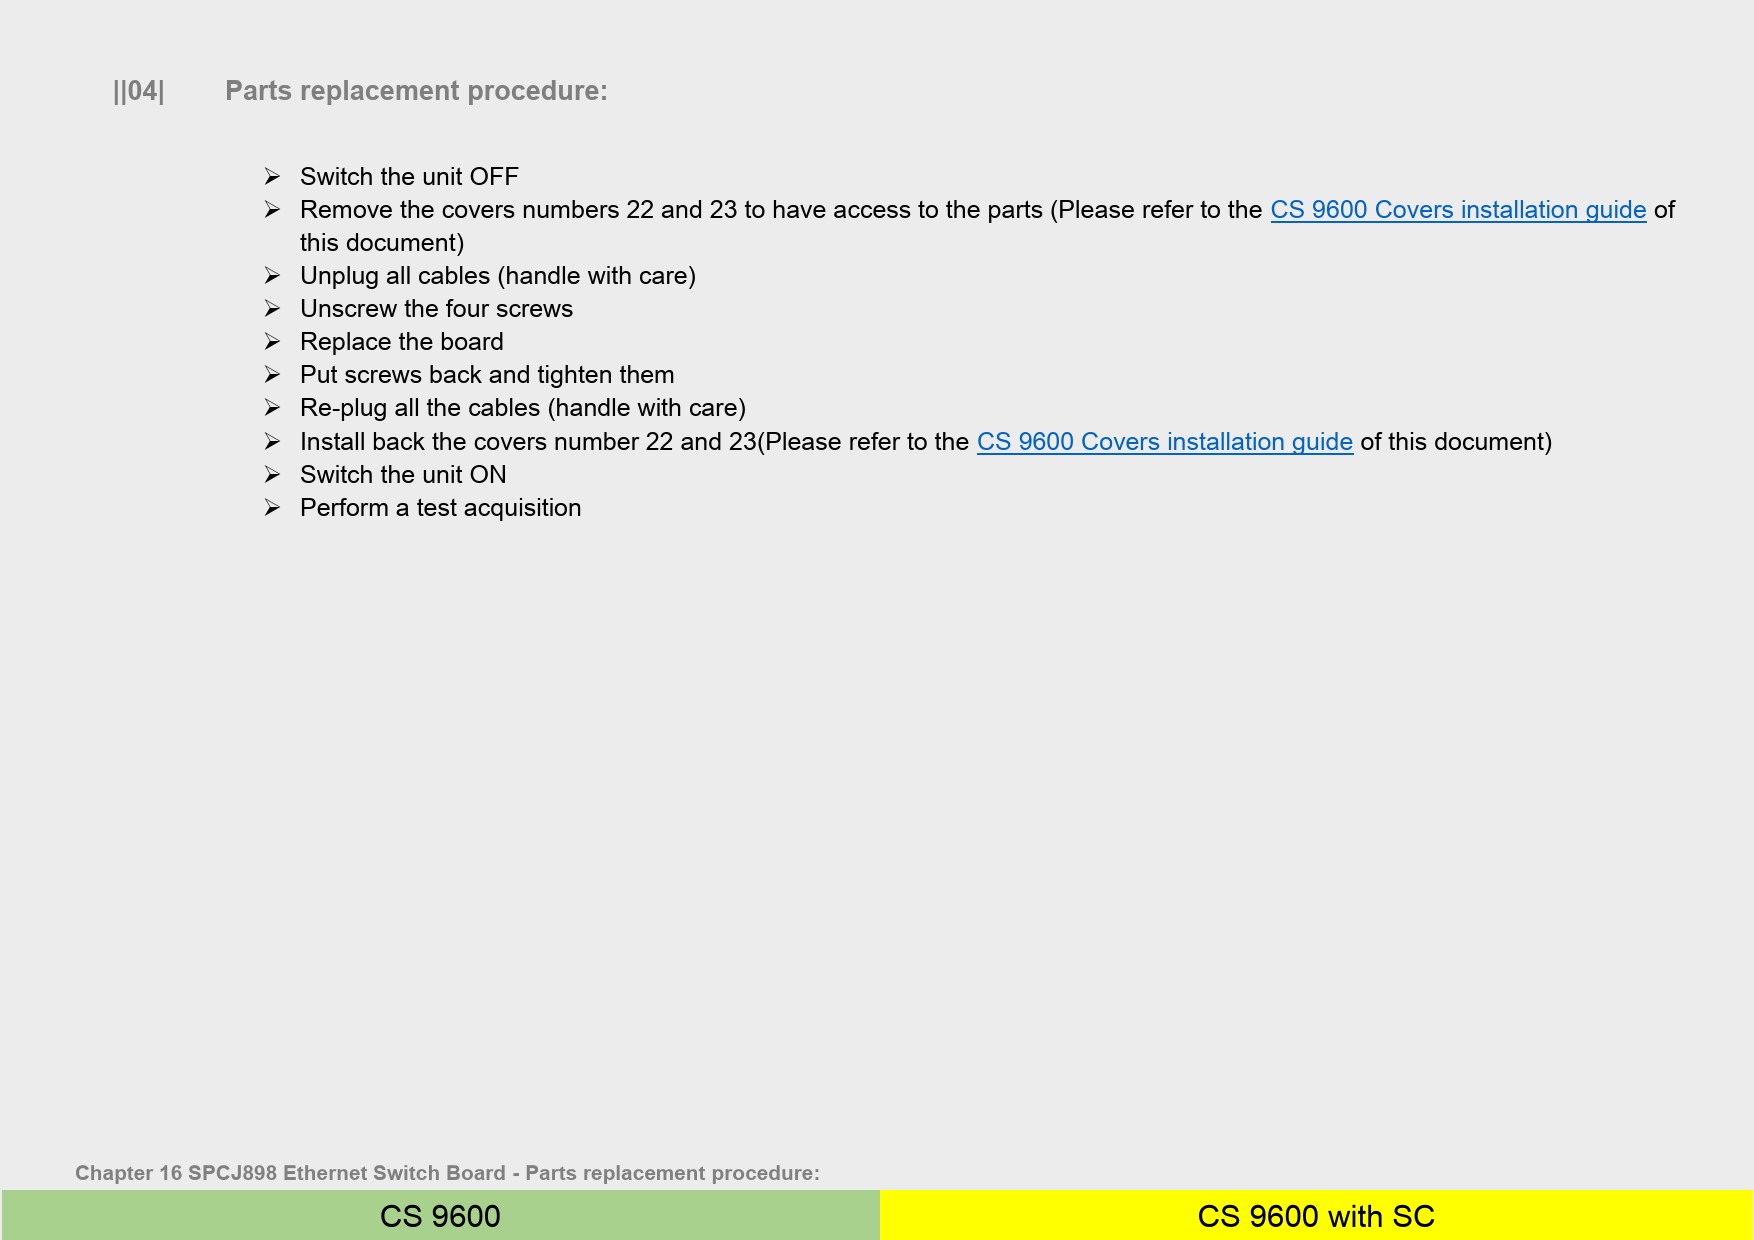 ||04| Parts replacement procedure:
➢ Switch the unit OFF
➢ Remove the covers numbers 22 and 23 to have access to the parts (Please refer to the CS 9600 Covers installation guide of
this document)
➢ Unplug all cables (handle with care)
➢ Unscrew the four screws
➢ Replace the board
➢ Put screws back and tighten them
➢ Re-plug all the cables (handle with care)
➢ Install back the covers number 22 and 23(Please refer to the CS 9600 Covers installation guide of this document)
➢ Switch the unit ON
➢ Perform a test acquisition
Chapter 16 SPCJ898 Ethernet Switch Board - Parts replacement procedure:
CS 9600 CS 9600 with SC